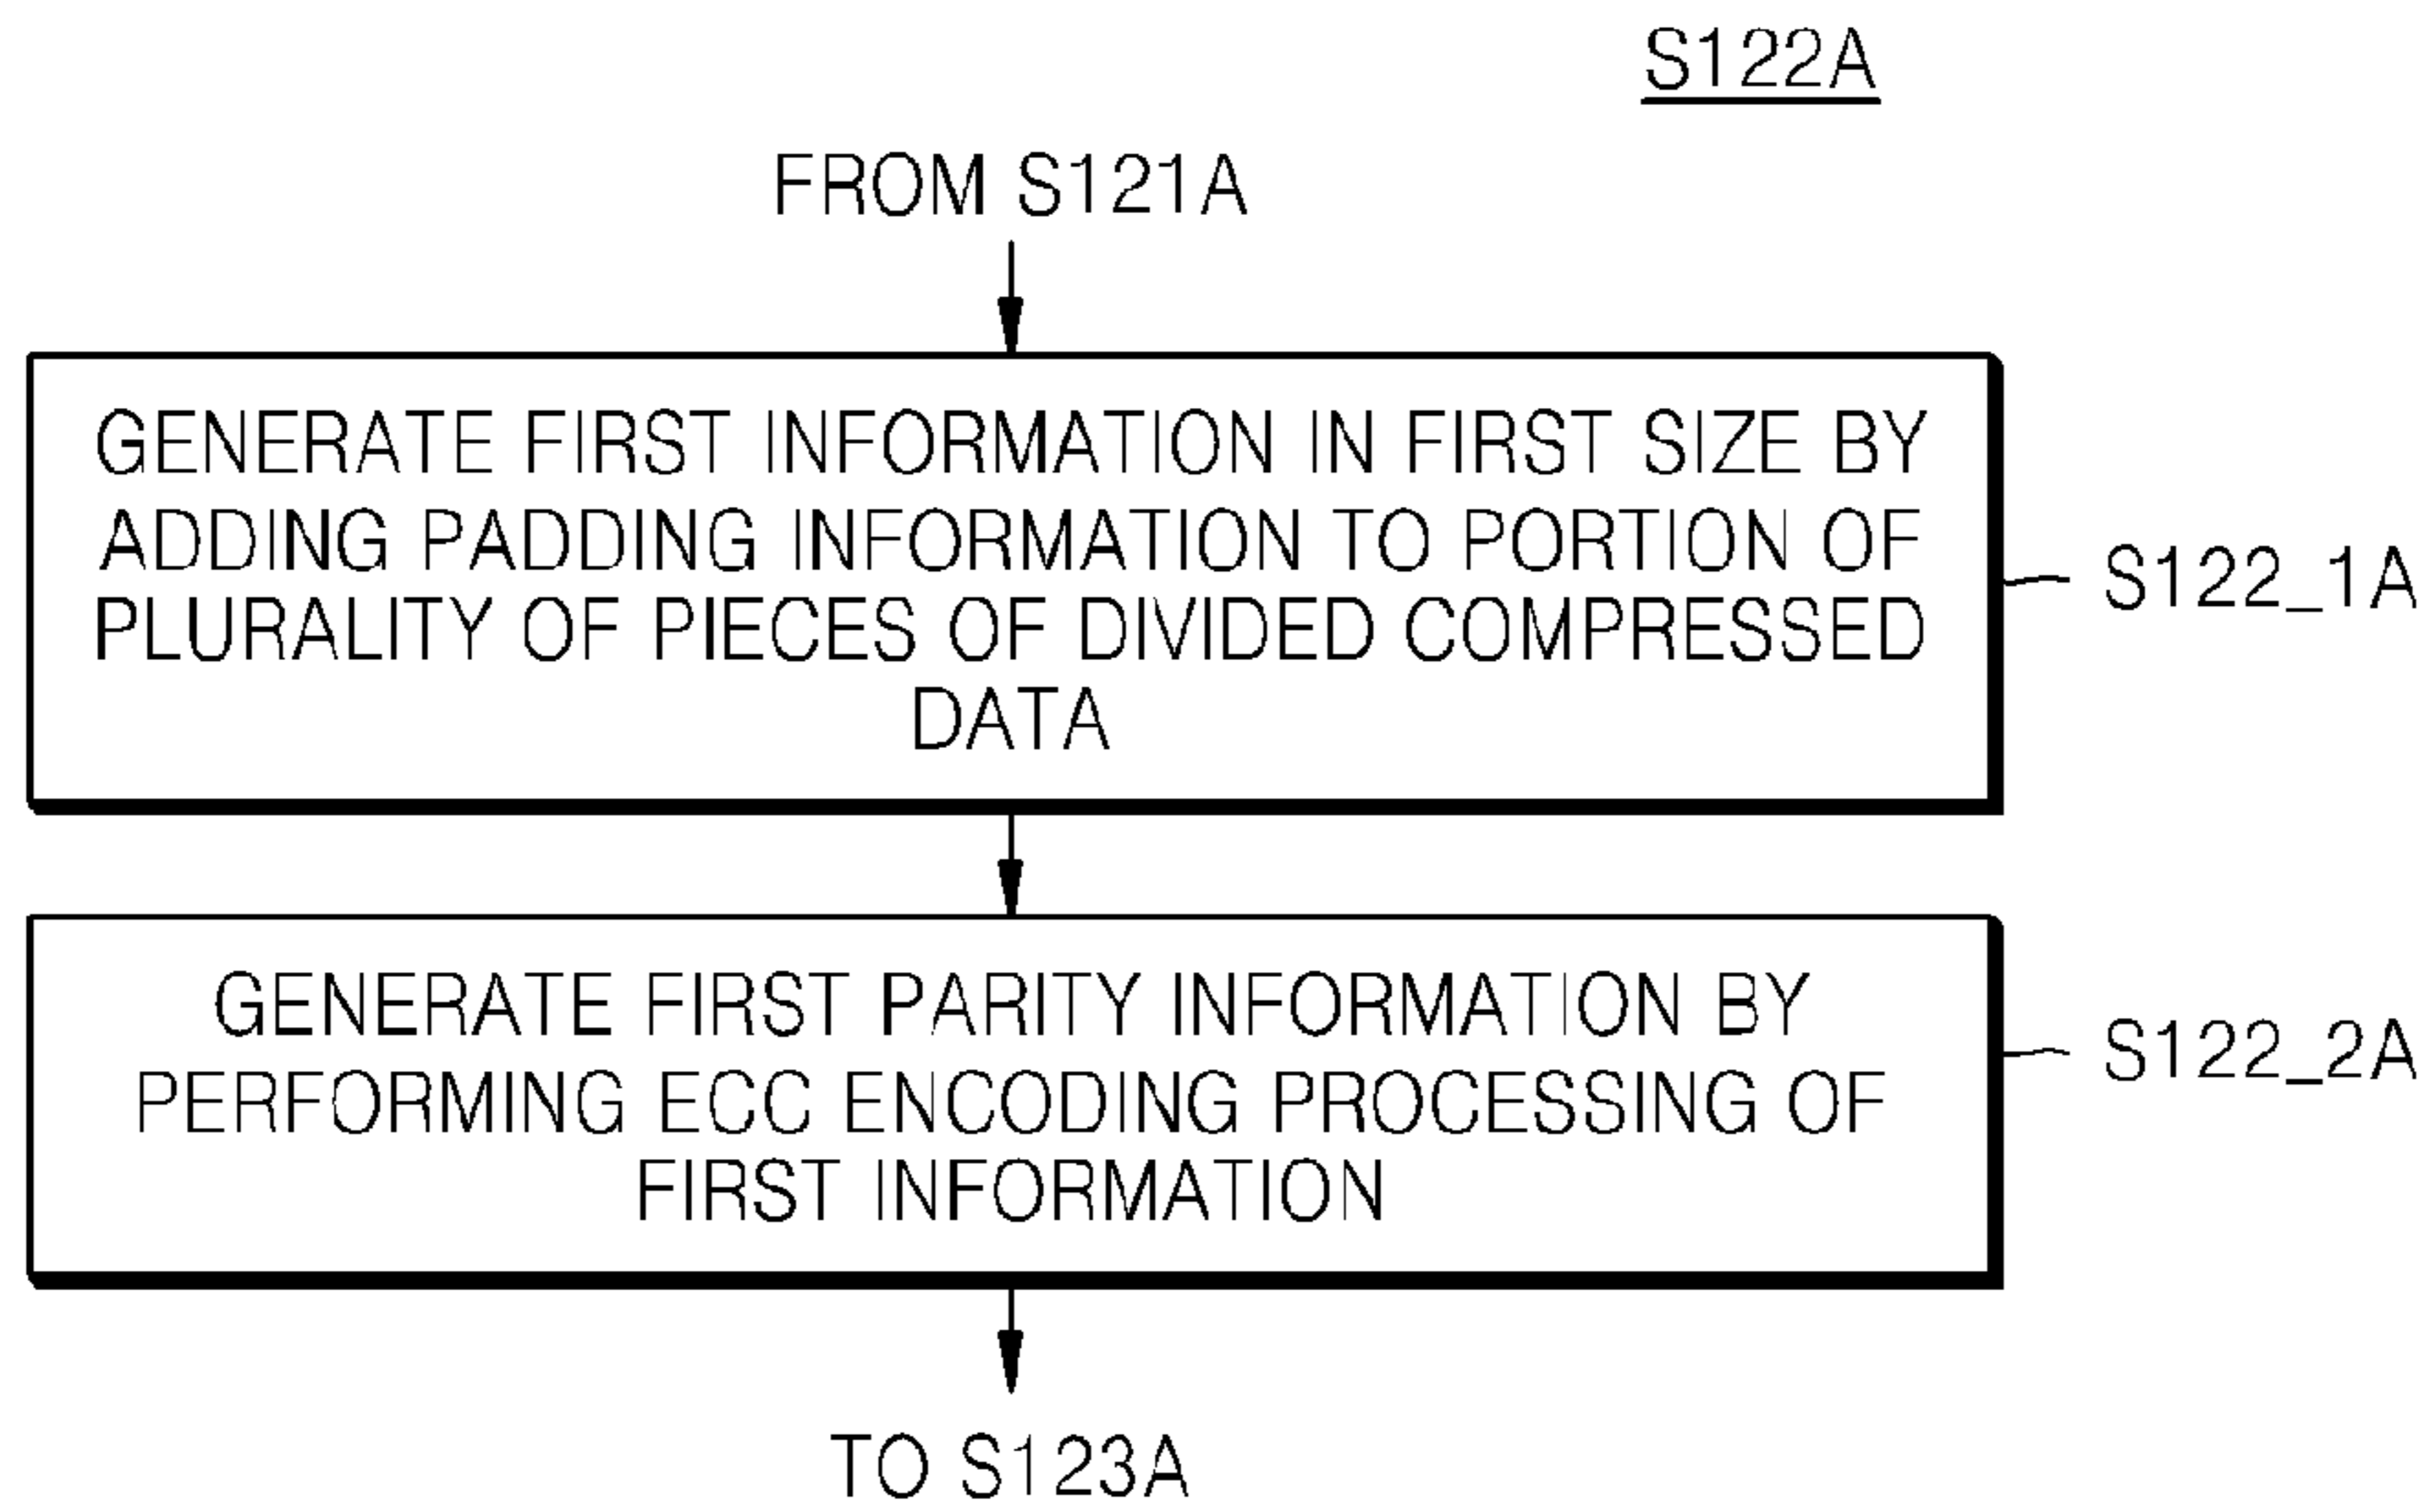 S122A
FROM S121A
GENERATE FIRST INFORMATION IN FIRST SIZE BY
ADDING PADDING INFORMATION TO PORTION OF
PLURALITY OF PIECES OF DIVIDED COMPRESSED
DATA
S122_1A
GENERATE FIRST PARITY INFORMATION BY
PERFORMING ECC ENCODING PROCESSING OF
FIRST INFORMATION
S122_2A
TO S123A